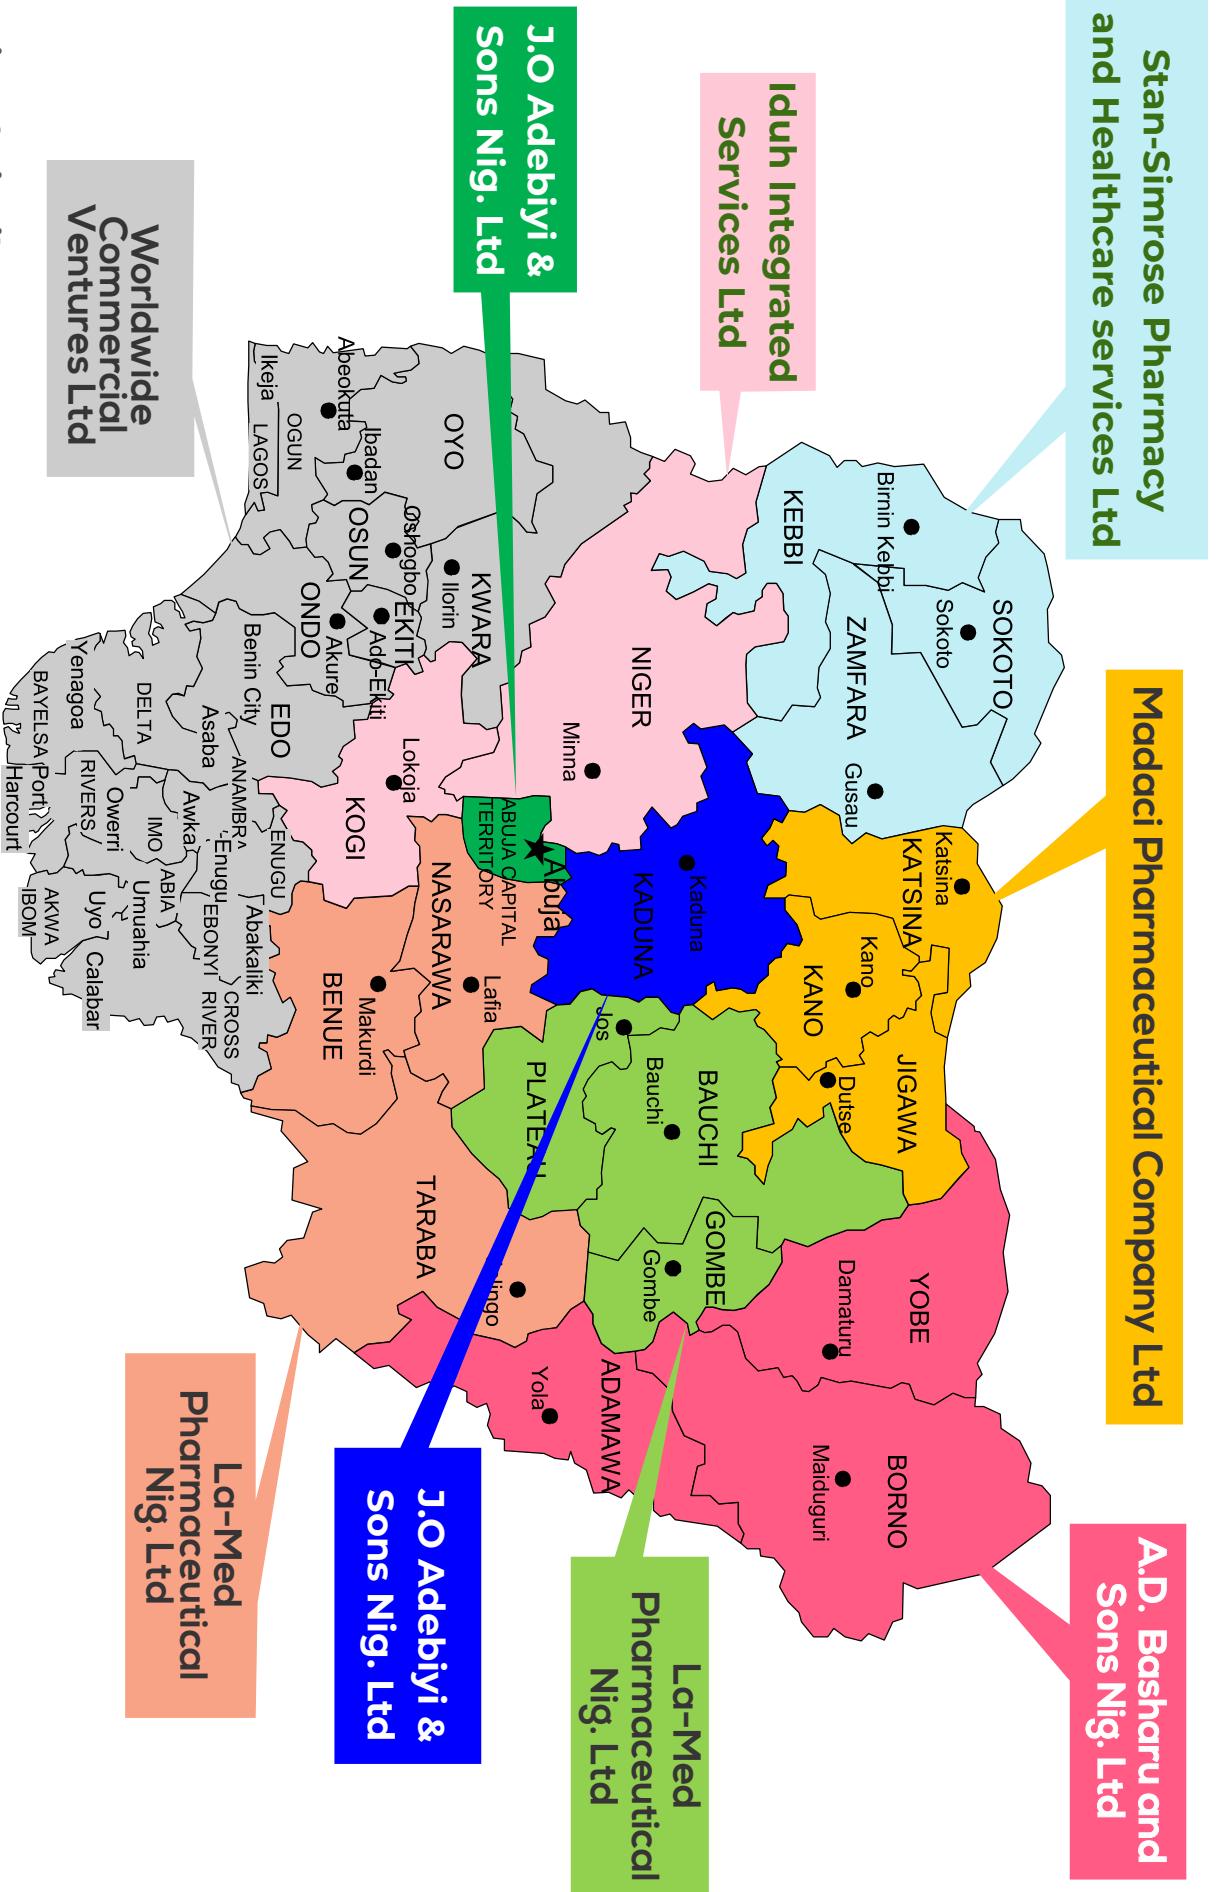 Stan-Simrose Pharmacy
and Healthcare services Ltd
Madaci Pharmaceutical Company Ltd
A.D. Basharu and
Sons Nig. Ltd
Iduh Integrated
Services Ltd
J.O Adebiyi &
Sons Nig. Ltd
Worldwide
Commercial
Ventures Ltd
La-Med
Pharmaceutical
Nig. Ltd
J.O Adebiyi &
Sons Nig. Ltd
La-Med
Pharmaceutical
Nig. Ltd
SOKOTO
Sokoto
Birnin Kebbi
KEBBI
ZAMFARA
Gusau
Katsina
KATSINA
Kano
KANO
JIGAWA
Dutse
YOBE
Damaturu
BORNO
Maiduguri
NIGER
Minna
Kaduna
KADUNA
BAUCHI
Bauchi
GOMBE
Gombe
ADAMAWA
Yola
Jos
PLATEAU
Abuja
ABUJA CAPITAL
TERRITORY
NASARAWA
Lafia
TARABA
BENUE
Makurdi
KOGI
Lokoja
KWARA
Ilorin
OYO
Ibadan
Abeokuta
OGUN
Ikeja
LAGOS
Oshogbo
OSUN
EKITI
Ado-Ekiti
Akure
ONDO
EDO
Benin City
Asaba
DELTA
Yenagoa
BAYELSA
Port
Harcourt
RIVERS
Owerri
IMO
Awka
ANAMBRA
ENUGU
Enugu
EBONYI
Abakaliki
ABIA
Umuahia
Uyo
AKWA
IBOM
Calabar
CROSS
RIVER